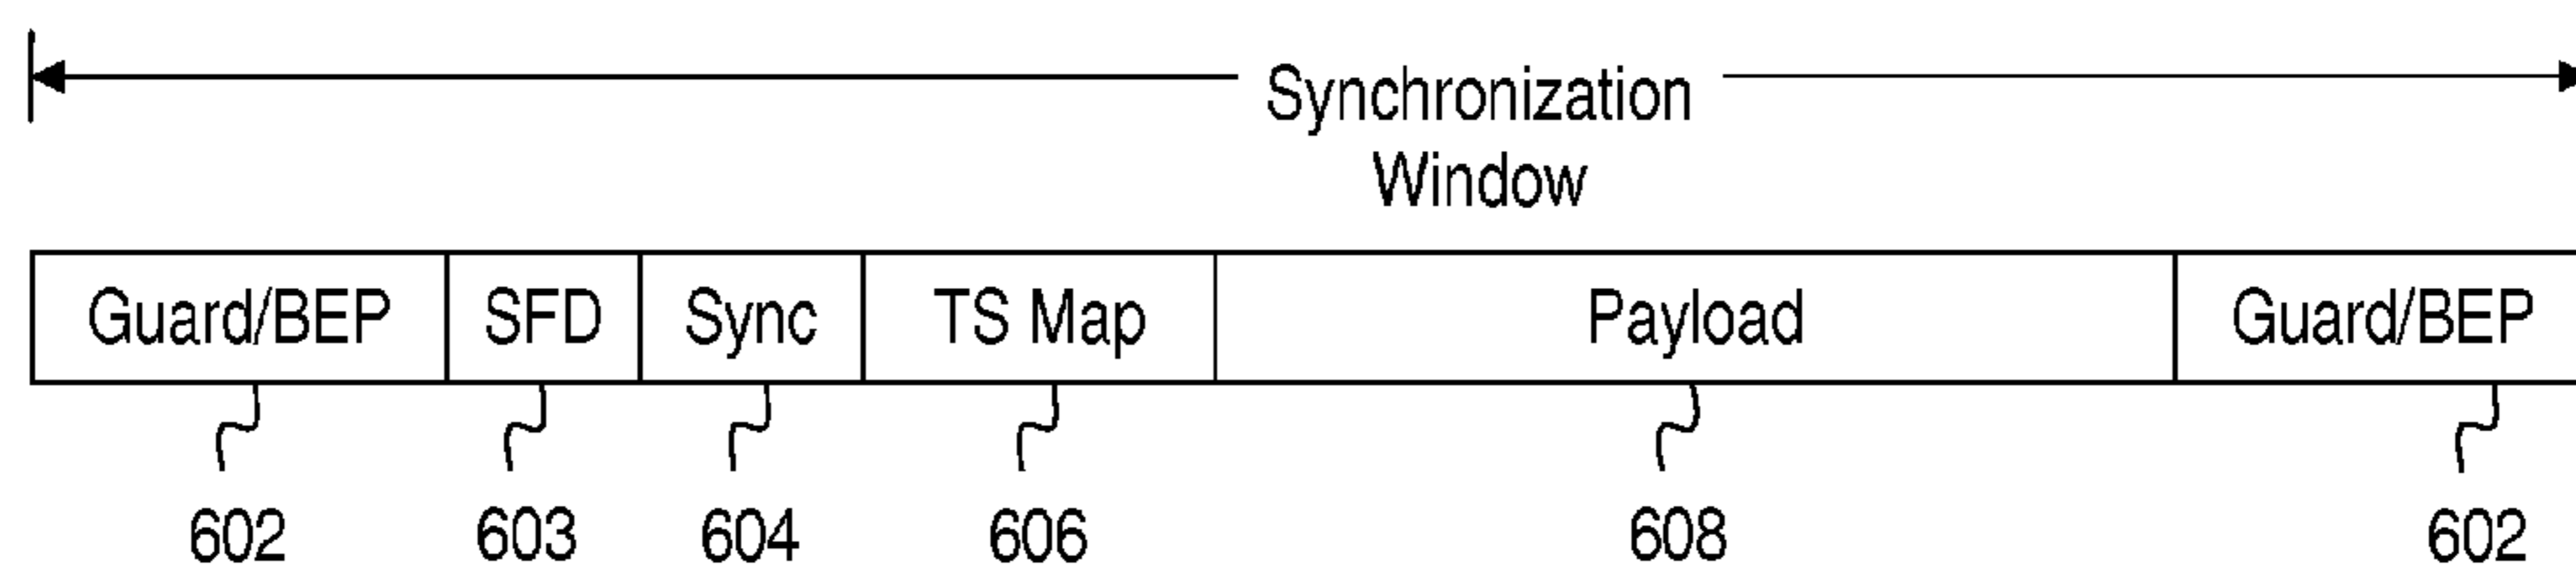 Synchronization
Window
Guard/BEP SFD Sync TS Map Payload Guard/BEP
602 603 604 606 608 602